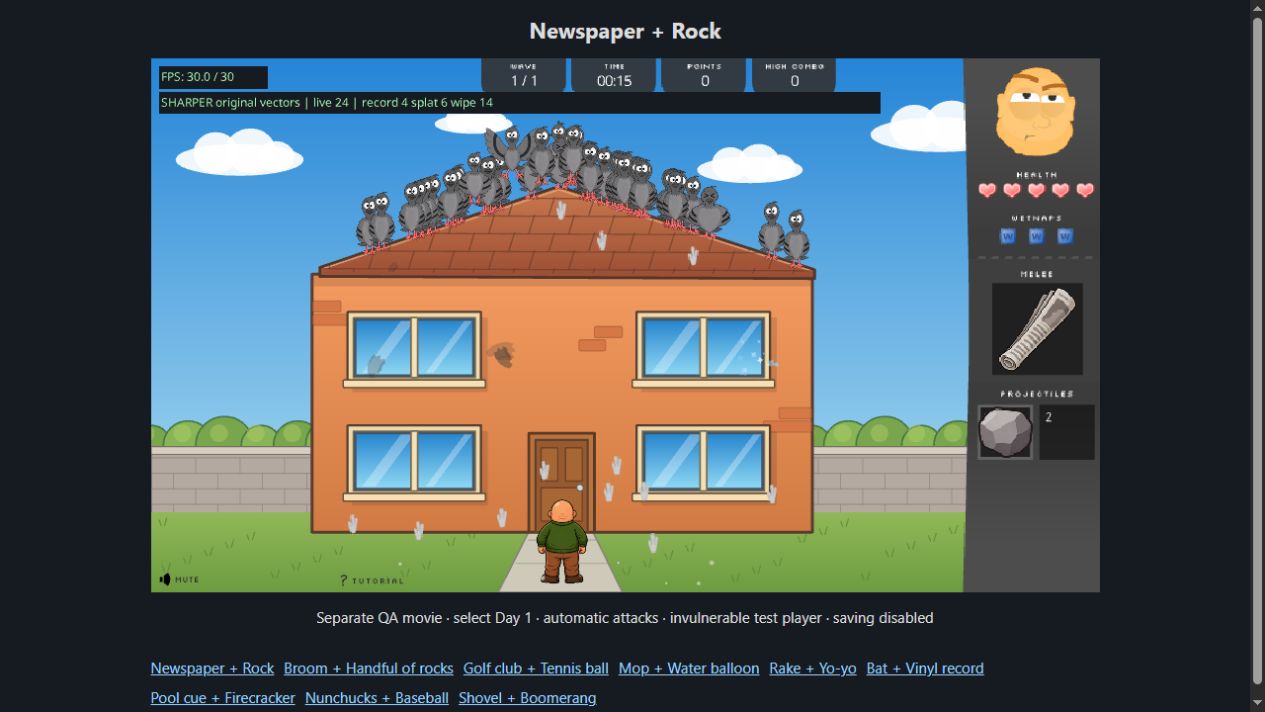 Newspaper + Rock
FPS: 30.0 / 30
WAVE
1 / 1
TIME
00:15
POINTS
0
HIGH COMBO
0
SHARPER original vectors | live 24 | record 4 splat 6 wipe 14
HEALTH
WETNAPS
W W W
MELEE
PROJECTILES
2
MUTE
? TUTORIAL
Separate QA movie · select Day 1 · automatic attacks · invulnerable test player · saving disabled
Newspaper + Rock Broom + Handful of rocks Golf club + Tennis ball Mop + Water balloon Rake + Yo-yo Bat + Vinyl record
Pool cue + Firecracker Nunchucks + Baseball Shovel + Boomerang